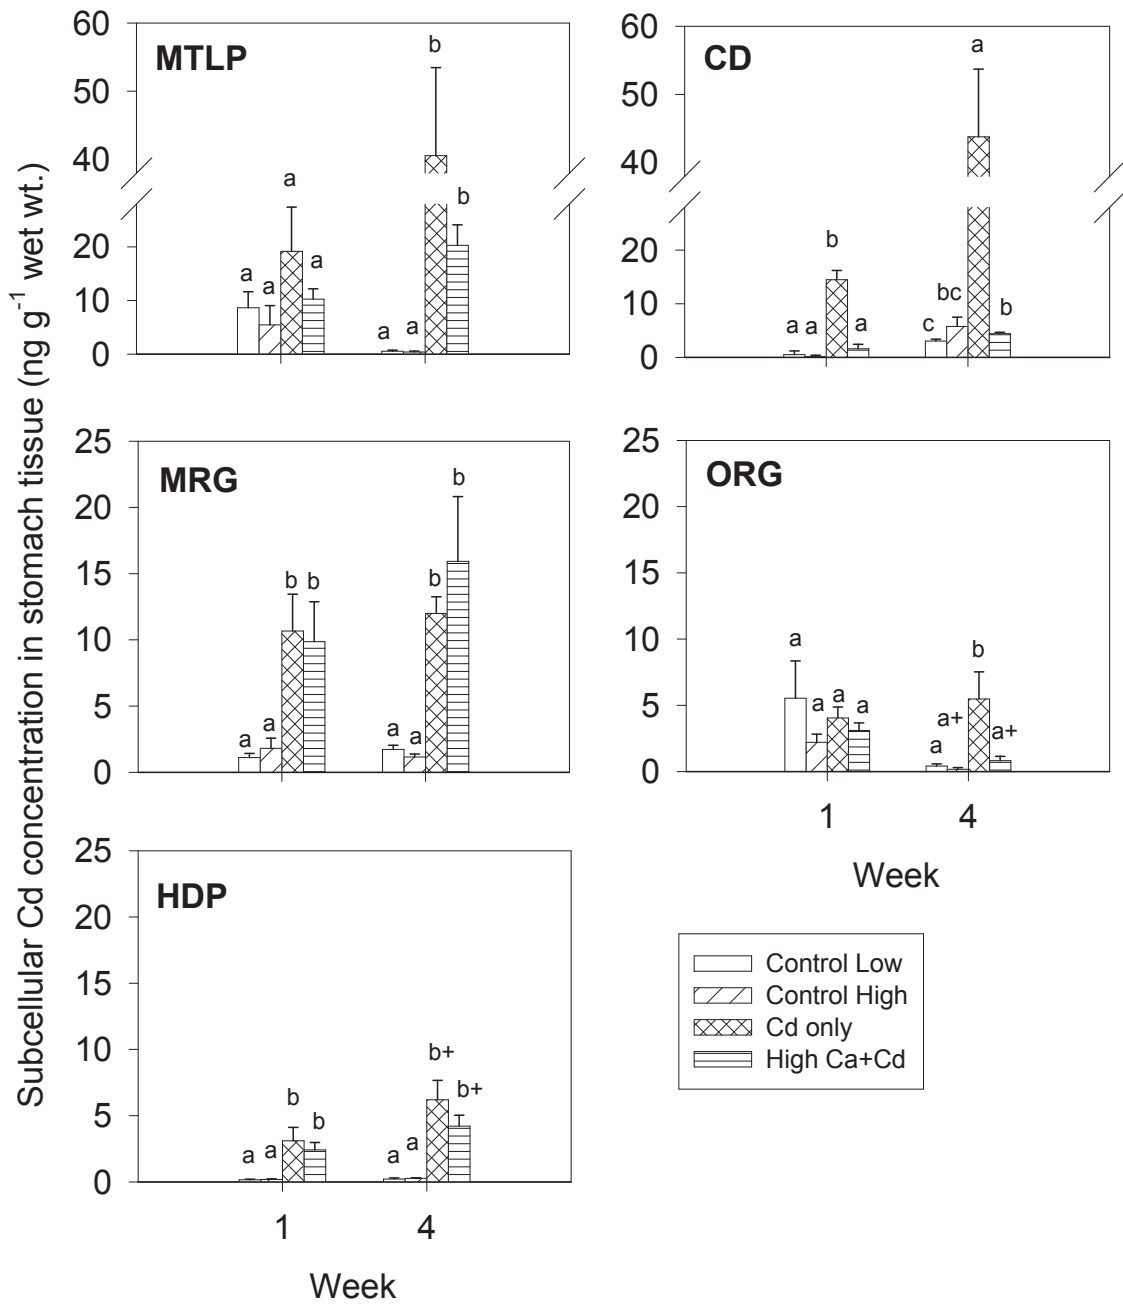 Subcellular Cd concentration in stomach tissue (ng g⁻¹ wet wt.)
MTLP
60
50
40
20
10
0
a
a
a
a
a
a
b
b
CD
60
50
40
20
10
0
a
a
b
a
c
bc
a
b
MRG
25
20
15
10
5
0
a
a
b
b
a
a
b
b
ORG
25
20
15
10
5
0
a
a
a
a
a
a+
b
a+
1
4
Week
HDP
25
20
15
10
5
0
a
a
b
b
a
a
b+
b+
1
4
Week
Control Low
Control High
Cd only
High Ca+Cd